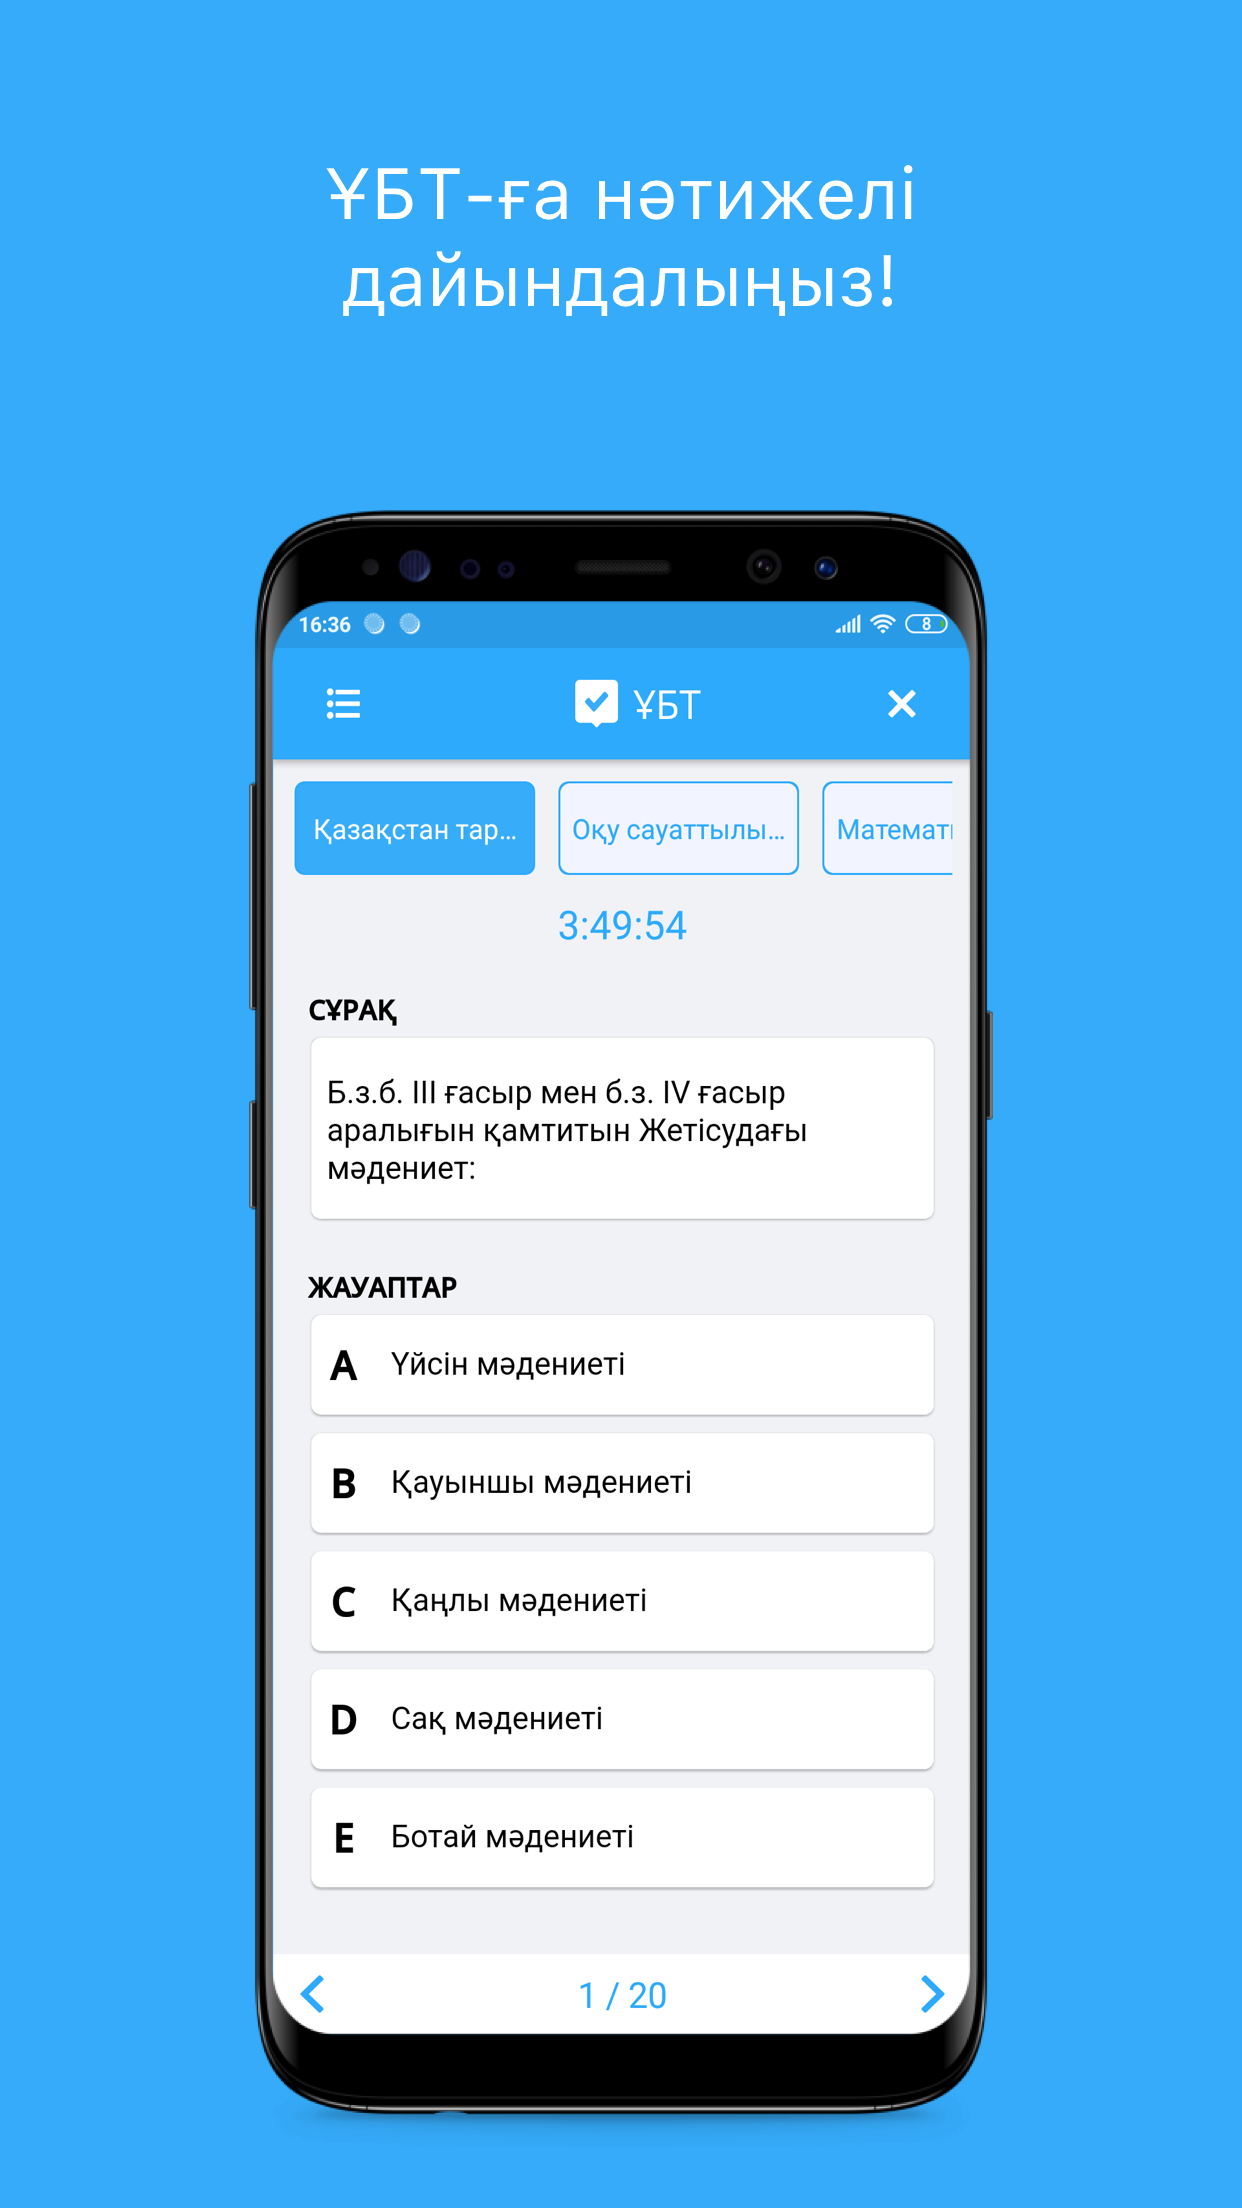 ҰБТ-ға нәтижелі
дайындалыңыз!
16:36
8
ҰБТ
Қазақстан тар...
Оқу сауаттылы...
Математи
3:49:54
СҰРАҚ
Б.з.б. III ғасыр мен б.з. IV ғасыр
аралығын қамтитын Жетісудағы
мәдениет:
ЖАУАПТАР
A Үйсін мәдениеті
B Қауыншы мәдениеті
C Қаңлы мәдениеті
D Сақ мәдениеті
E Ботай мәдениеті
1 / 20